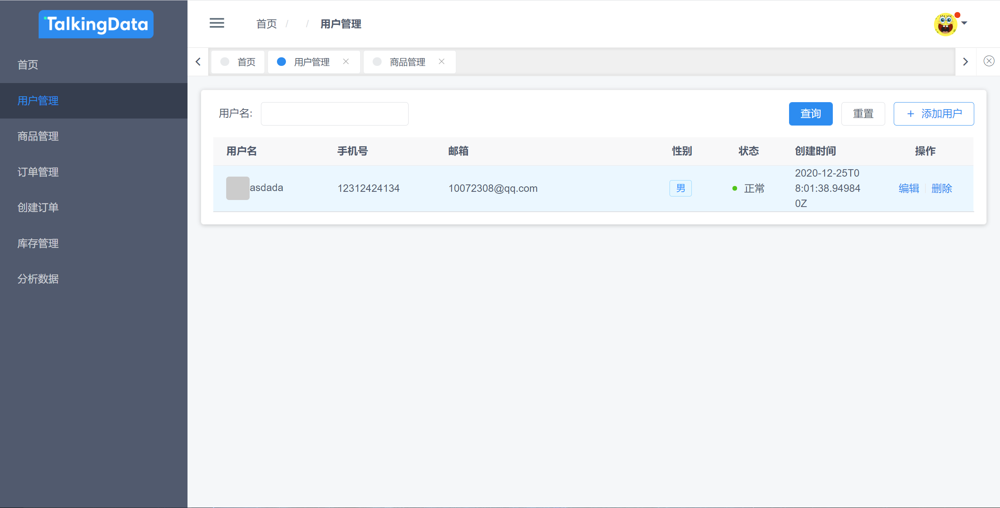 TalkingData
首页
用户管理
商品管理
订单管理
创建订单
库存管理
分析数据
首页 / / 用户管理
首页 用户管理 商品管理
用户名: 查询 重置 + 添加用户
用户名 手机号 邮箱 性别 状态 创建时间 操作
asdada 12312424134 10072308@qq.com 男 正常 2020-12-25T0
8:01:38.94984
0Z 编辑 删除